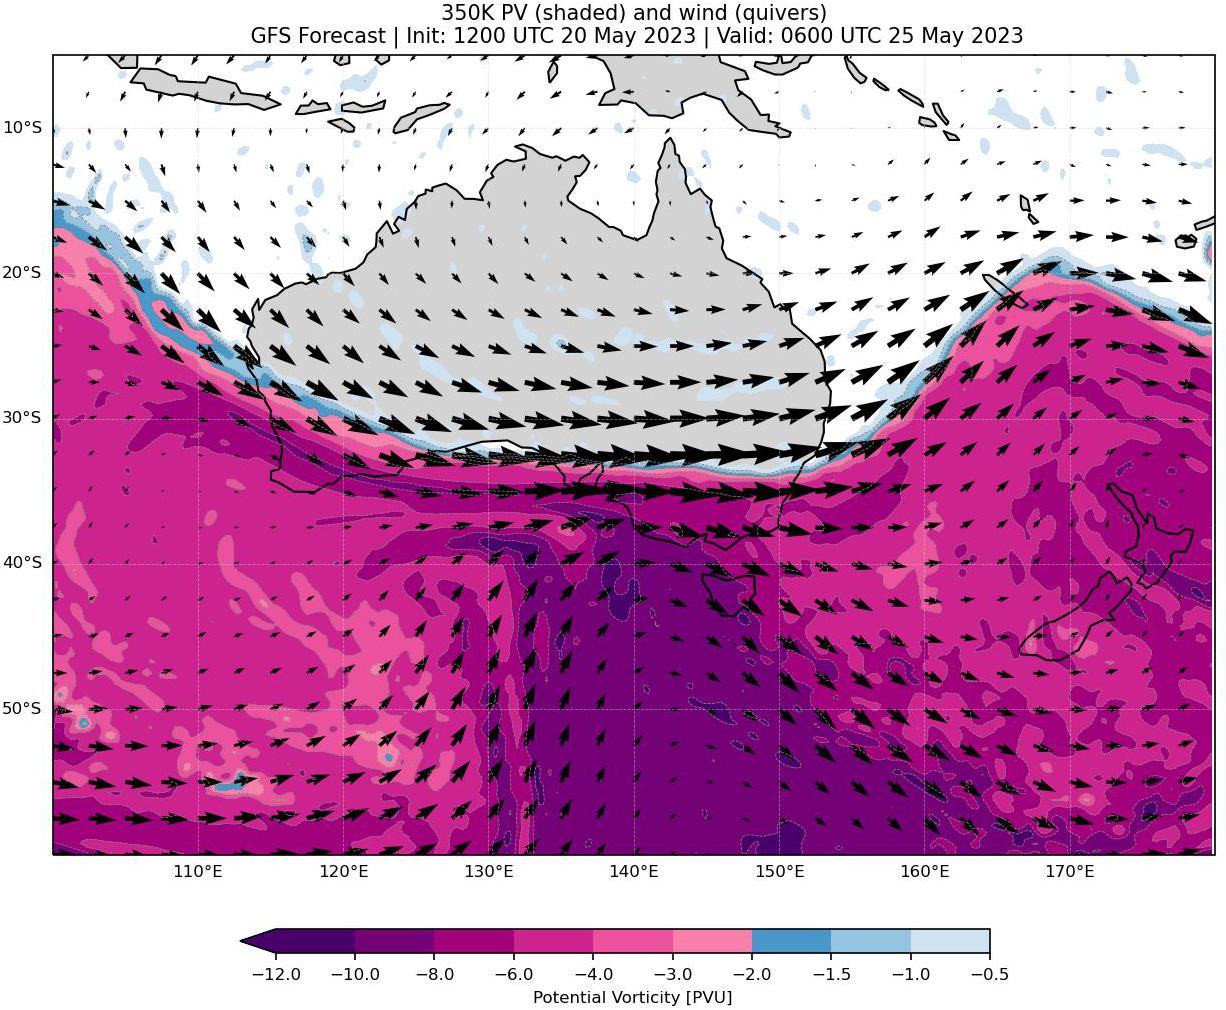 350K PV (shaded) and wind (quivers)
GFS Forecast | Init: 1200 UTC 20 May 2023 | Valid: 0600 UTC 25 May 2023
10°S
20°S
30°S
40°S
50°S
110°E 120°E 130°E 140°E 150°E 160°E 170°E
−12.0 −10.0 −8.0 −6.0 −4.0 −3.0 −2.0 −1.5 −1.0 −0.5
Potential Vorticity [PVU]